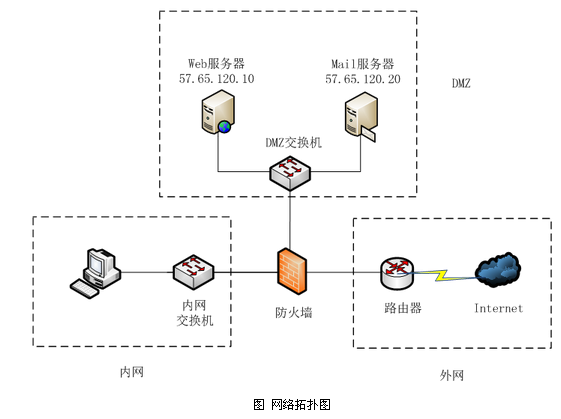 Web服务器
57.65.120.10
Mail服务器
57.65.120.20
DMZ
DMZ交换机
内网
交换机
防火墙
路由器
Internet
内网
外网
图 网络拓扑图